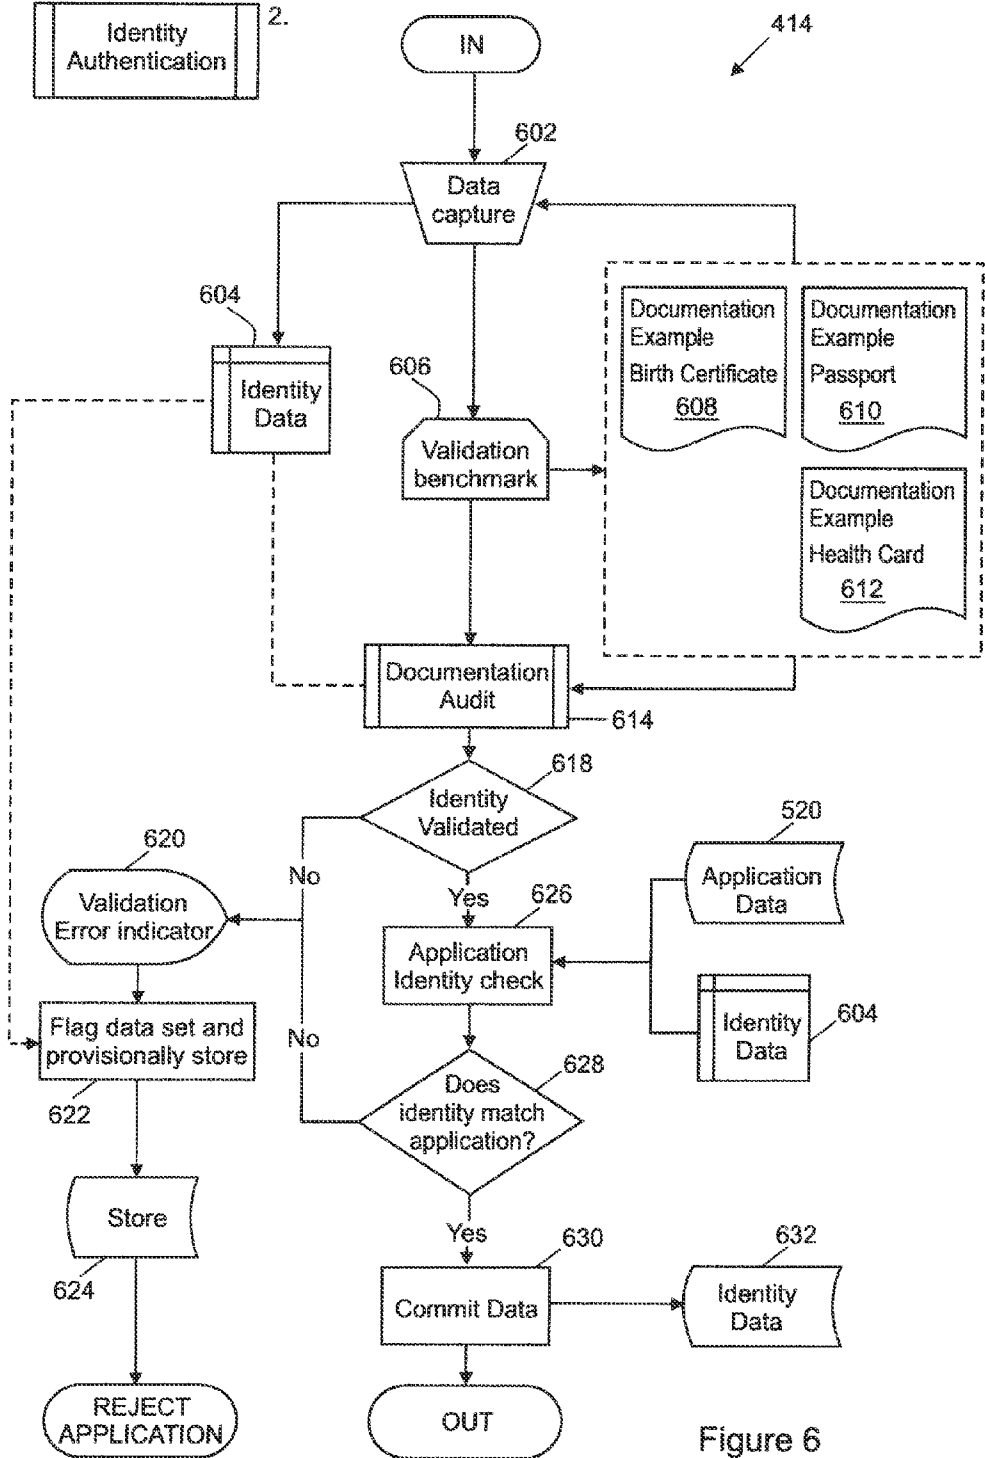 Identity
Authentication
2.
IN
414
602
Data
capture
604
Identity
Data
606
Validation
benchmark
Documentation
Example
Birth Certificate
608
Documentation
Example
Passport
610
Documentation
Example
Health Card
612
Documentation
Audit
614
618
Identity
Validated
No
Yes
620
Validation
Error indicator
626
Application
Identity check
520
Application
Data
Identity
Data
604
Flag data set and
provisionally store
622
No
628
Does
identity match
application?
Store
624
Yes
630
Commit Data
632
Identity
Data
REJECT
APPLICATION
OUT
Figure 6